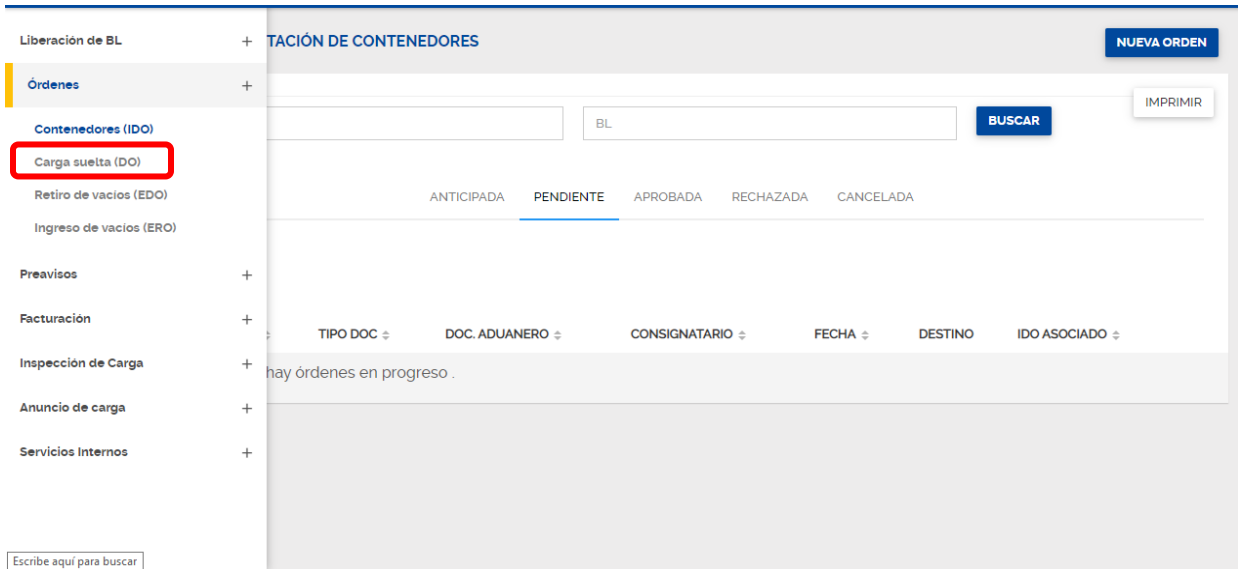 Liberación de BL
Órdenes
Contenedores (IDO)
Carga suelta (DO)
Retiro de vacíos (EDO)
Ingreso de vacíos (ERO)
Preavisos
Facturación
Inspección de Carga
Anuncio de carga
Servicios Internos
Escribe aquí para buscar
TACIÓN DE CONTENEDORES
NUEVA ORDEN
IMPRIMIR
BL
BUSCAR
ANTICIPADA PENDIENTE APROBADA RECHAZADA CANCELADA
TIPO DOC DOC. ADUANERO CONSIGNATARIO FECHA DESTINO IDO ASOCIADO
hay órdenes en progreso .